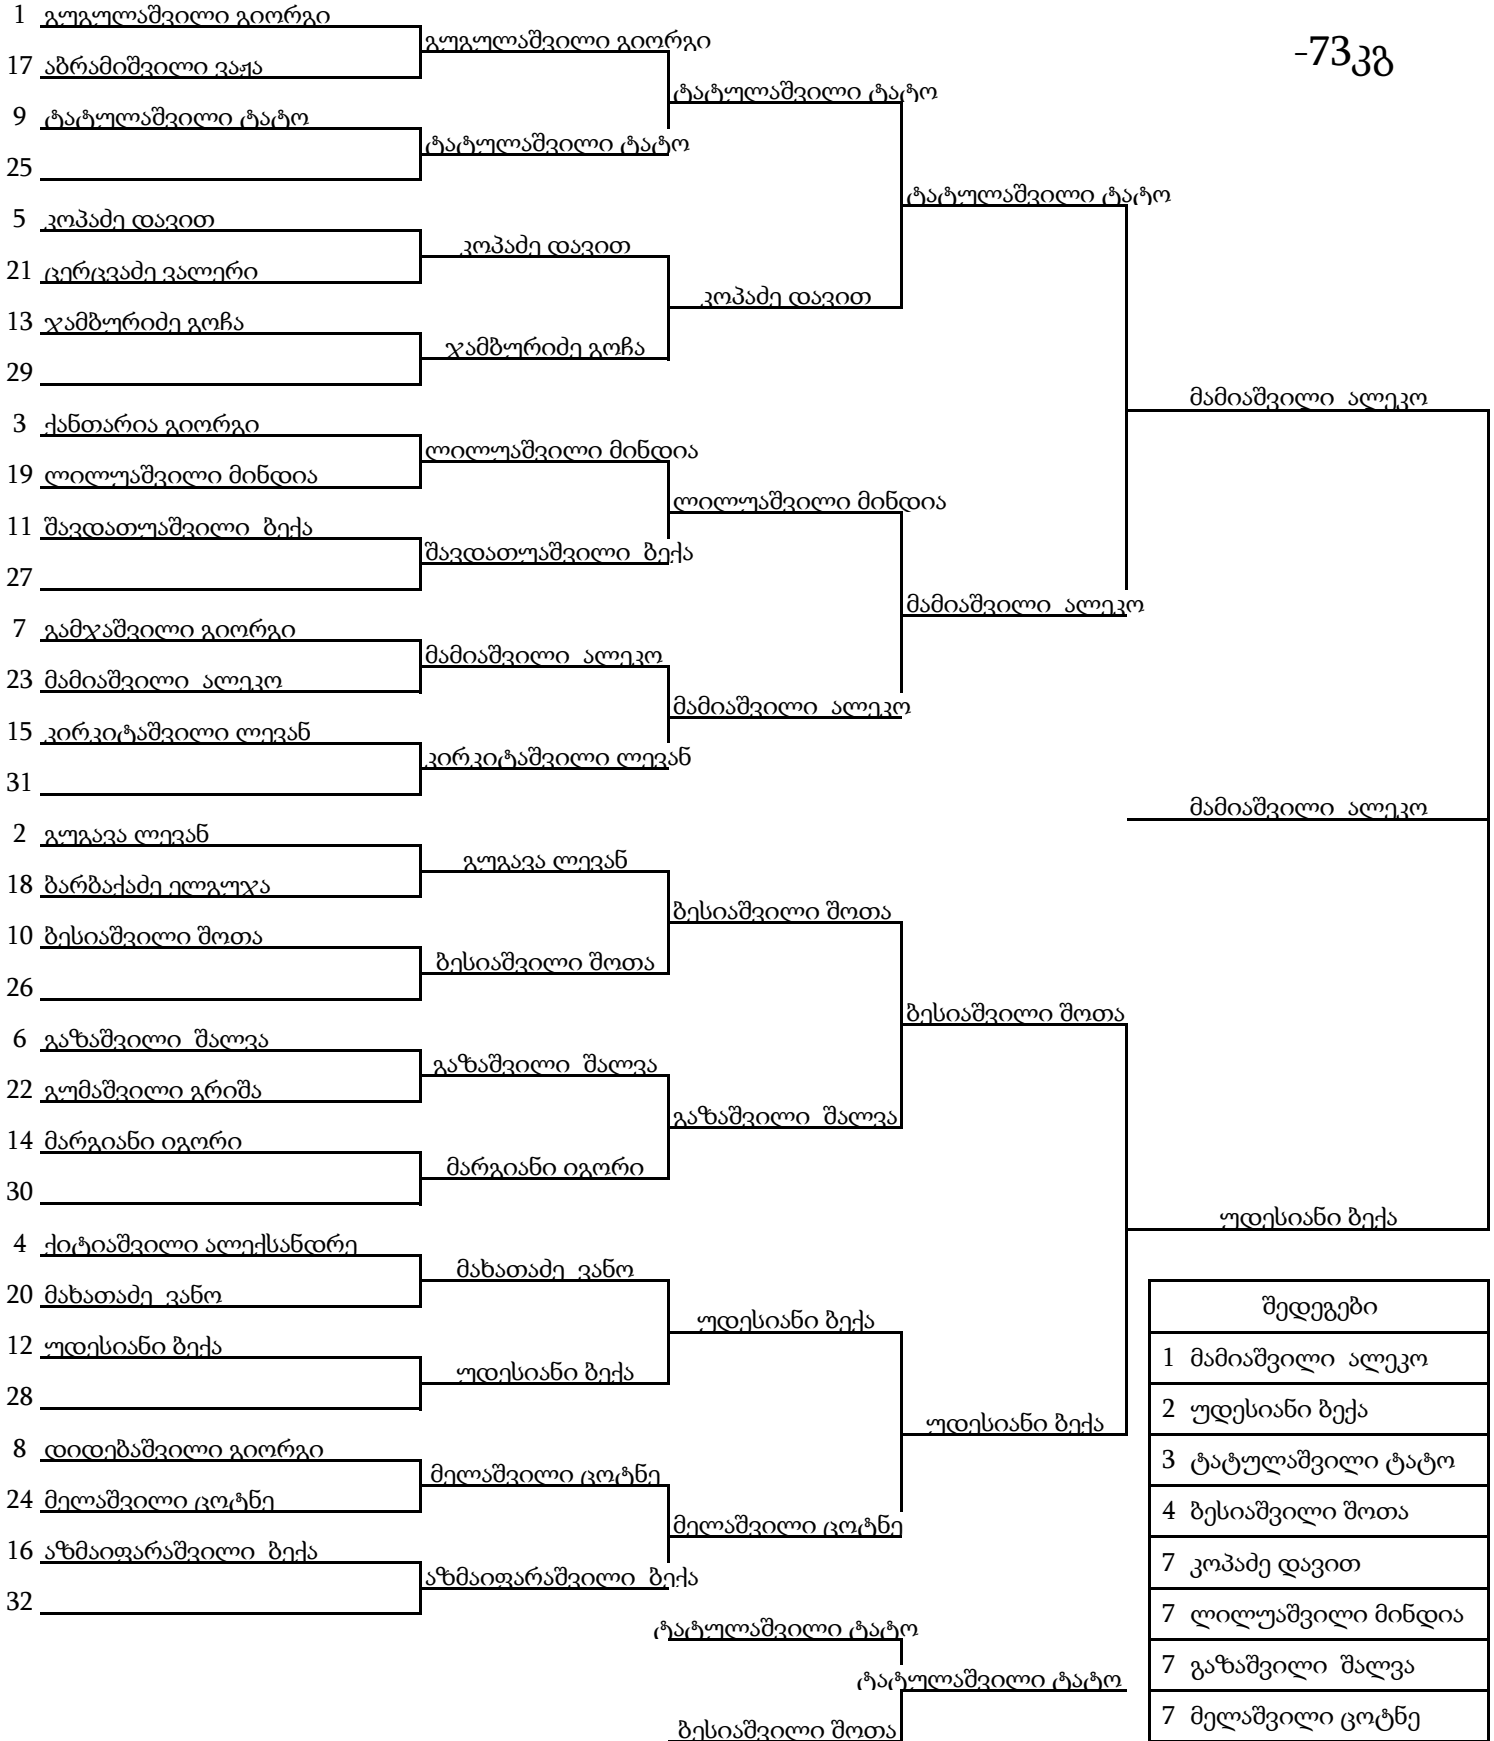 -73კგ
1 გუგულაშვილი გიორგი
17 აბრამიშვილი ვაჟა
9 ტატულაშვილი ტატო
25
5 კოპაძე დავით
21 ცერცვაძე ვალერი
13 ჯამბურიძე გოჩა
29
3 ქანთარია გიორგი
19 ლილუაშვილი მინდია
11 შავდათუაშვილი ბექა
27
7 გამჯაშვილი გიორგი
23 მამიაშვილი ალეკო
15 კირკიტაშვილი ლევან
31
2 გუგავა ლევან
18 ბარბაქაძე ელგუჯა
10 ბესიაშვილი შოთა
26
6 გაზაშვილი შალვა
22 გუმაშვილი გრიშა
14 მარგიანი იგორი
30
4 ქიტიაშვილი ალექსანდრე
20 მახათაძე ვანო
12 უდესიანი ბექა
28
8 დიდებაშვილი გიორგი
24 მელაშვილი ცოტნე
16 აზმაიფარაშვილი ბექა
32
გუგულაშვილი გიორგი
ტატულაშვილი ტატო
კოპაძე დავით
ჯამბურიძე გოჩა
ლილუაშვილი მინდია
შავდათუაშვილი ბექა
მამიაშვილი ალეკო
კირკიტაშვილი ლევან
გუგავა ლევან
ბესიაშვილი შოთა
გაზაშვილი შალვა
მარგიანი იგორი
მახათაძე ვანო
უდესიანი ბექა
მელაშვილი ცოტნე
აზმაიფარაშვილი ბექა
ტატულაშვილი ტატო
კოპაძე დავით
ლილუაშვილი მინდია
მამიაშვილი ალეკო
ბესიაშვილი შოთა
გაზაშვილი შალვა
უდესიანი ბექა
მელაშვილი ცოტნე
ტატულაშვილი ტატო
მამიაშვილი ალეკო
ბესიაშვილი შოთა
უდესიანი ბექა
მამიაშვილი ალეკო
მამიაშვილი ალეკო
უდესიანი ბექა
ტატულაშვილი ტატო
ტატულაშვილი ტატო
ბესიაშვილი შოთა
შედეგები
1 მამიაშვილი ალეკო
2 უდესიანი ბექა
3 ტატულაშვილი ტატო
4 ბესიაშვილი შოთა
7 კოპაძე დავით
7 ლილუაშვილი მინდია
7 გაზაშვილი შალვა
7 მელაშვილი ცოტნე